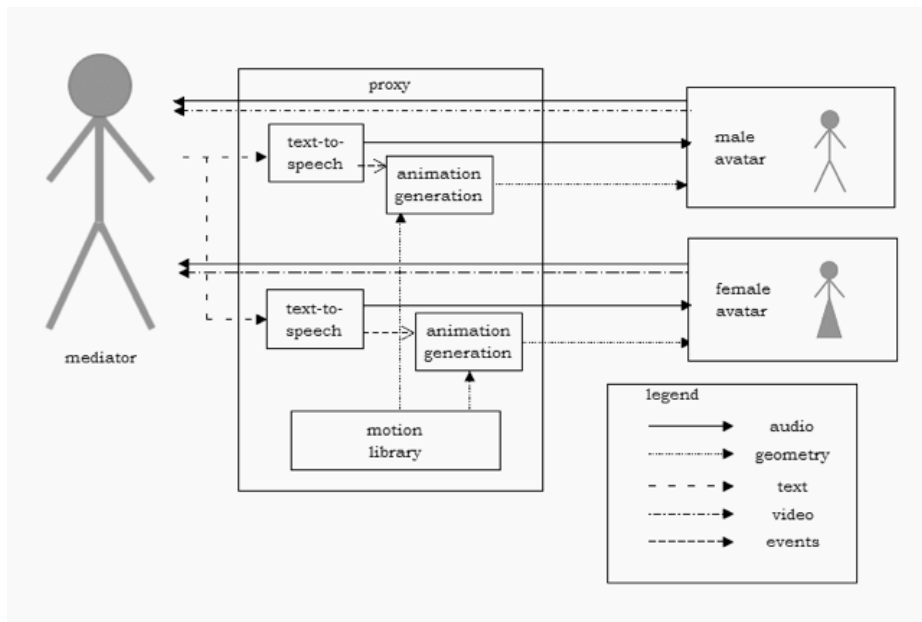 proxy
text-to-
speech
animation
generation
male
avatar
text-to-
speech
animation
generation
female
avatar
mediator
motion
library
legend
audio
geometry
text
video
events